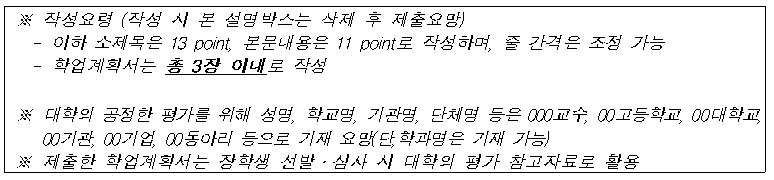 ※ 작성요령 (작성 시 본 설명박스는 삭제 후 제출요망)
- 이하 소제목은 13 point, 본문내용은 11 point로 작성하며, 줄 간격은 조정 가능
- 학업계획서는 총 3장 이내로 작성
※ 대학의 공정한 평가를 위해 성명, 학교명, 기관명, 단체명 등은 000교수, 00고등학교, 00대학교,
00기관, 00기업, 00동아리 등으로 기재 요망(단,학과명은 기재 가능)
※ 제출한 학업계획서는 장학생 선발·심사 시 대학의 평가 참고자료로 활용